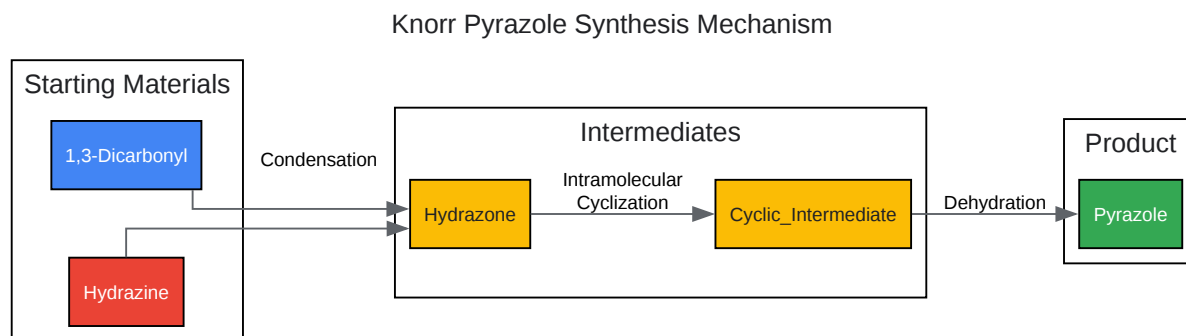 Knorr Pyrazole Synthesis Mechanism
Starting Materials
1,3-Dicarbonyl
Hydrazine
Condensation
Intermediates
Hydrazone
Intramolecular
Cyclization
Cyclic_Intermediate
Dehydration
Product
Pyrazole